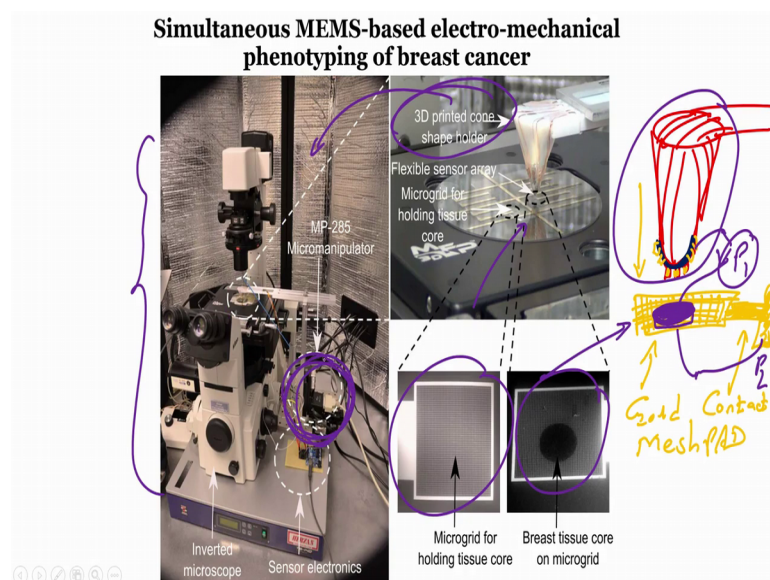 Simultaneous MEMS-based electro-mechanical
phenotyping of breast cancer
3D printed cone
shape holder
Flexible sensor array
Microgrid for
holding tissue
core
MP-285
Micromanipulator
P1
P2
Gold
Mesh
Contact
PAD
Microgrid for
holding tissue core
Breast tissue core
on microgrid
Inverted
microscope
Sensor electronics